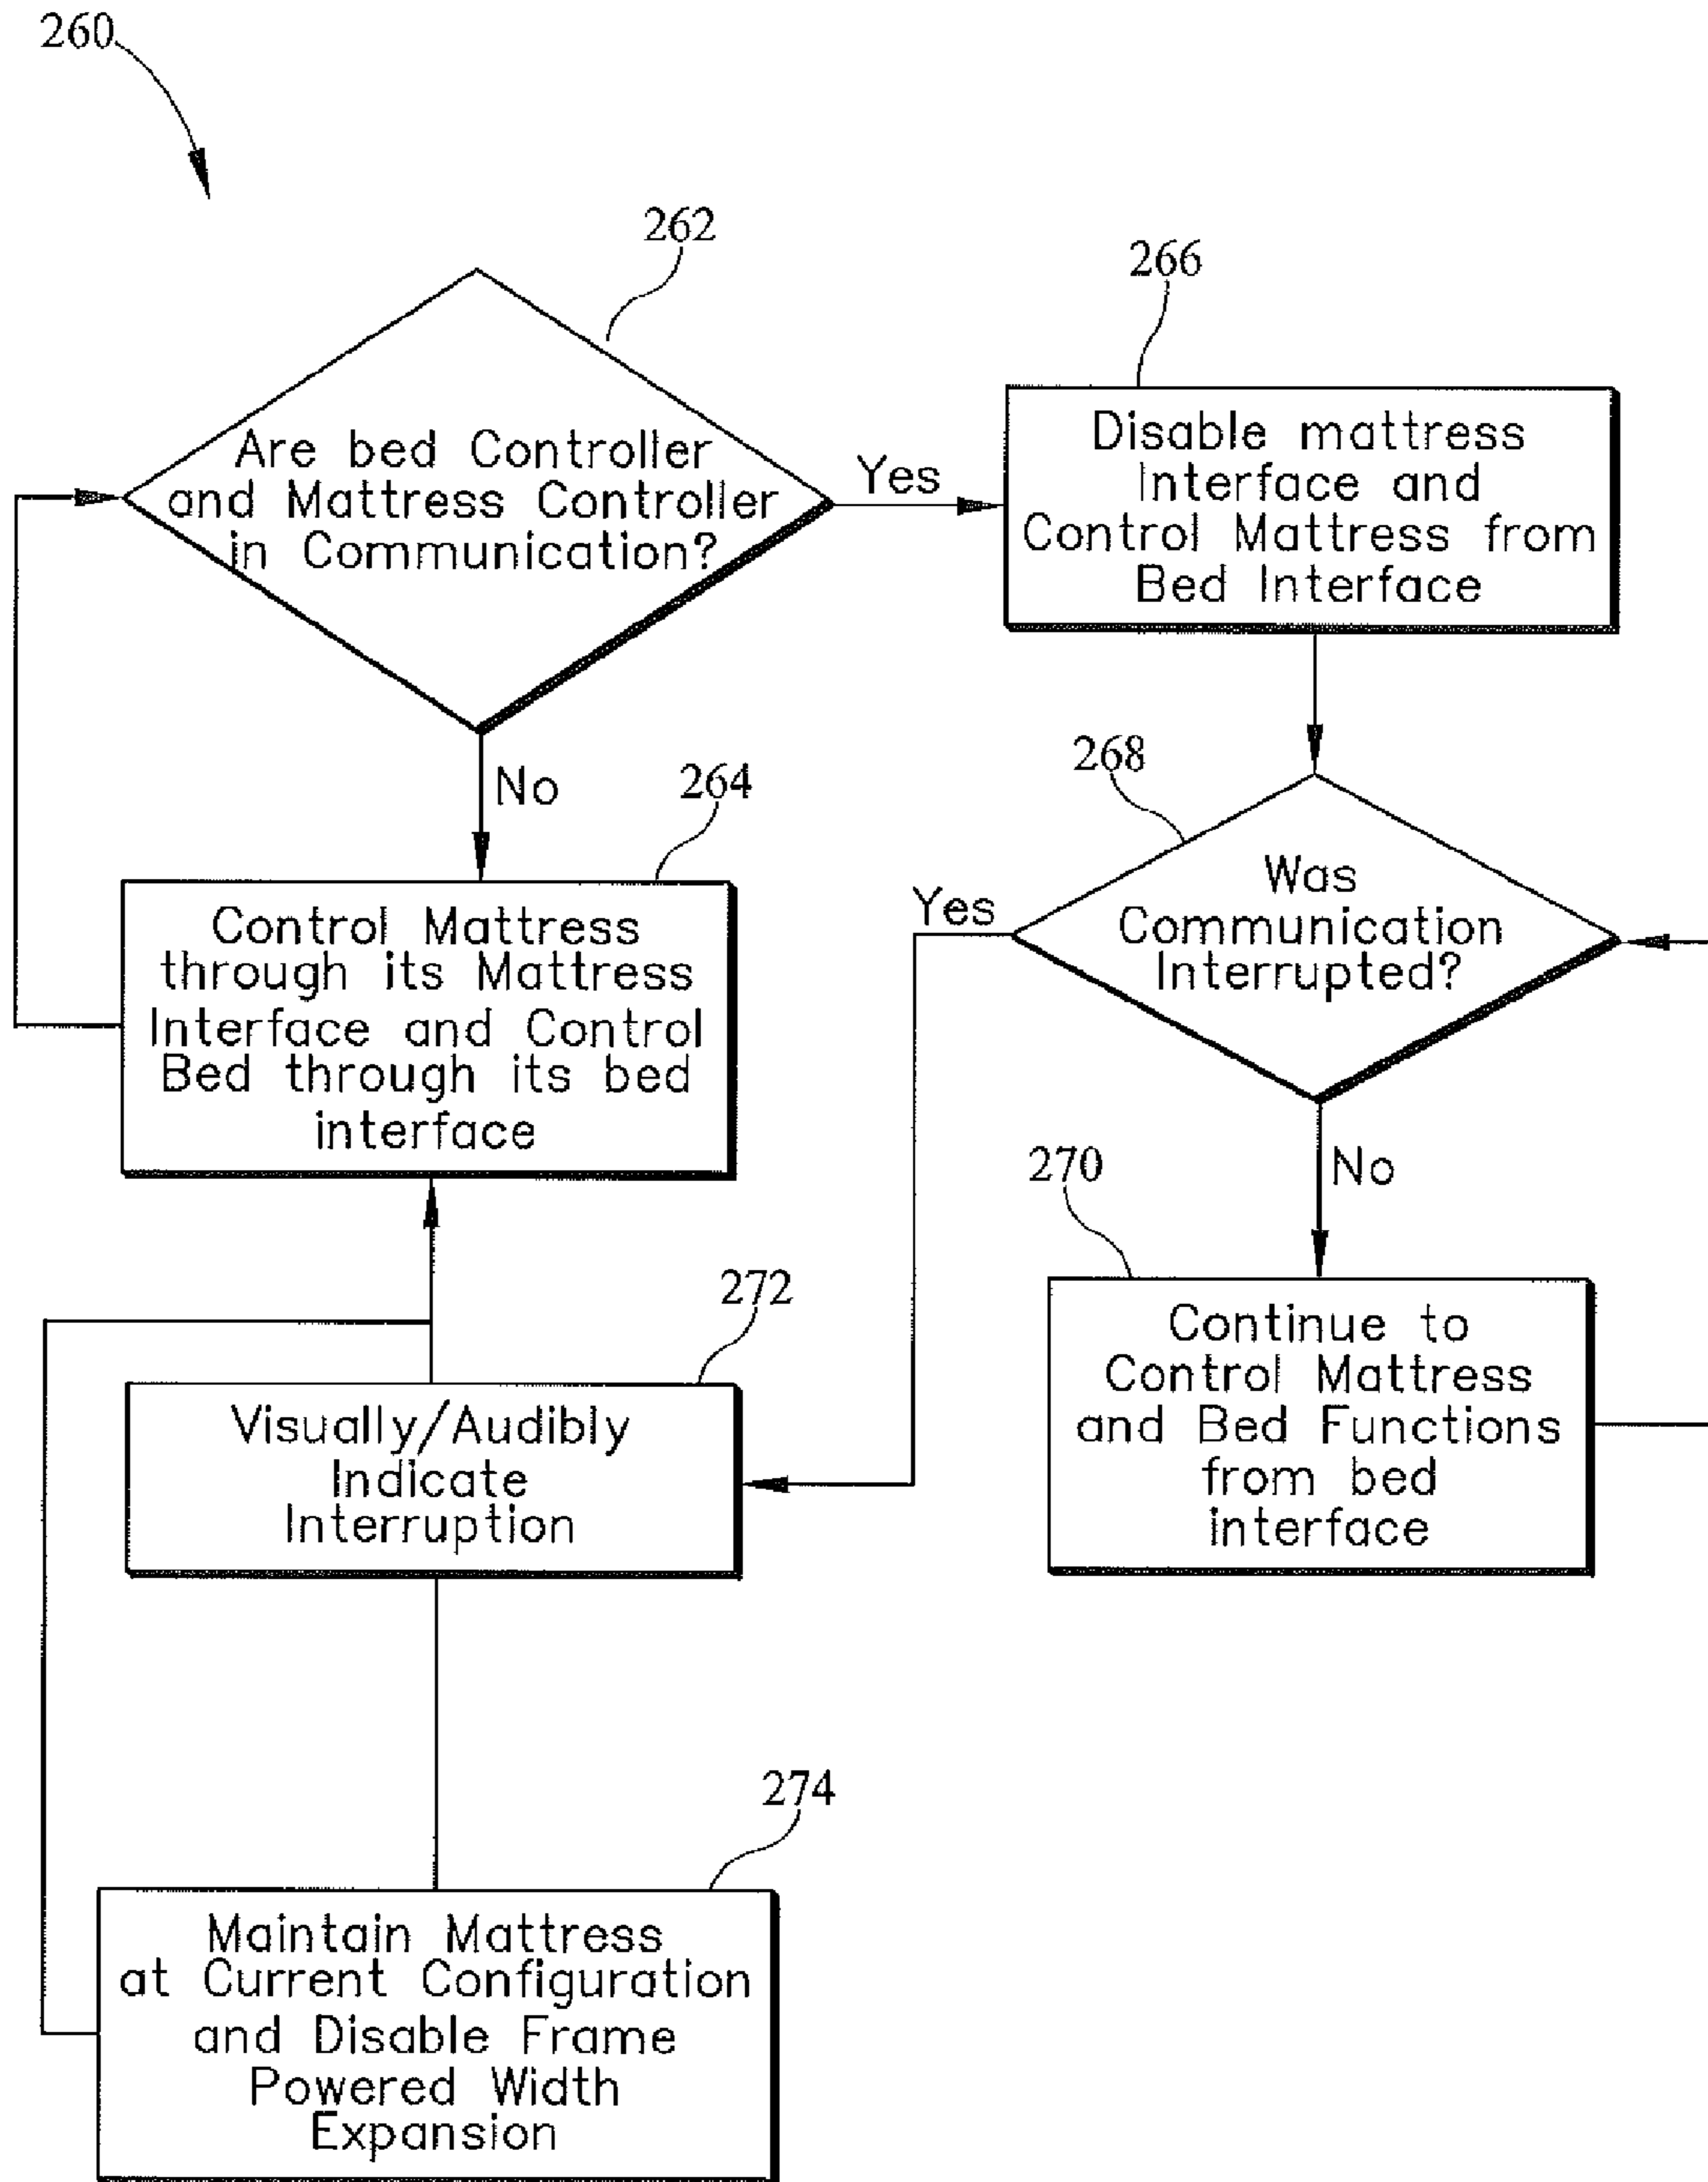 260
262
Are bed Controller
and Mattress Controller
in Communication?
Yes
No
266
Disable mattress
Interface and
Control Mattress from
Bed Interface
264
Control Mattress
through its Mattress
Interface and Control
Bed through its bed
interface
268
Was
Communication
Interrupted?
Yes
No
270
Continue to
Control Mattress
and Bed Functions
from bed
interface
272
Visually/Audibly
Indicate
Interruption
274
Maintain Mattress
at Current Configuration
and Disable Frame
Powered Width
Expansion